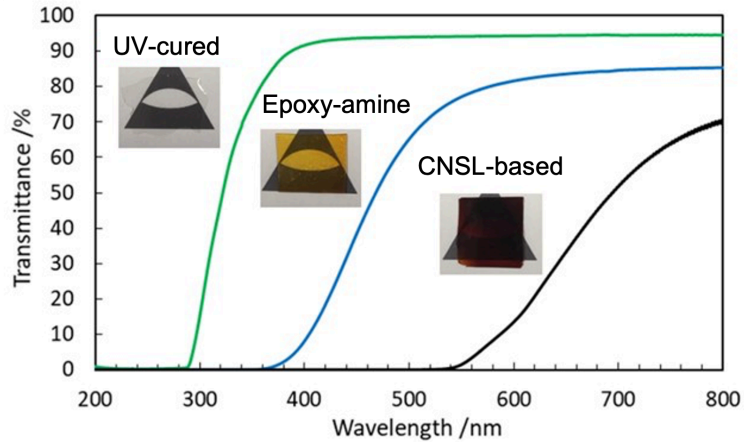 100
90
80
70
60
50
40
30
20
10
0
Transmittance /%
UV-cured
Epoxy-amine
CNSL-based
200 300 400 500 600 700 800
Wavelength /nm